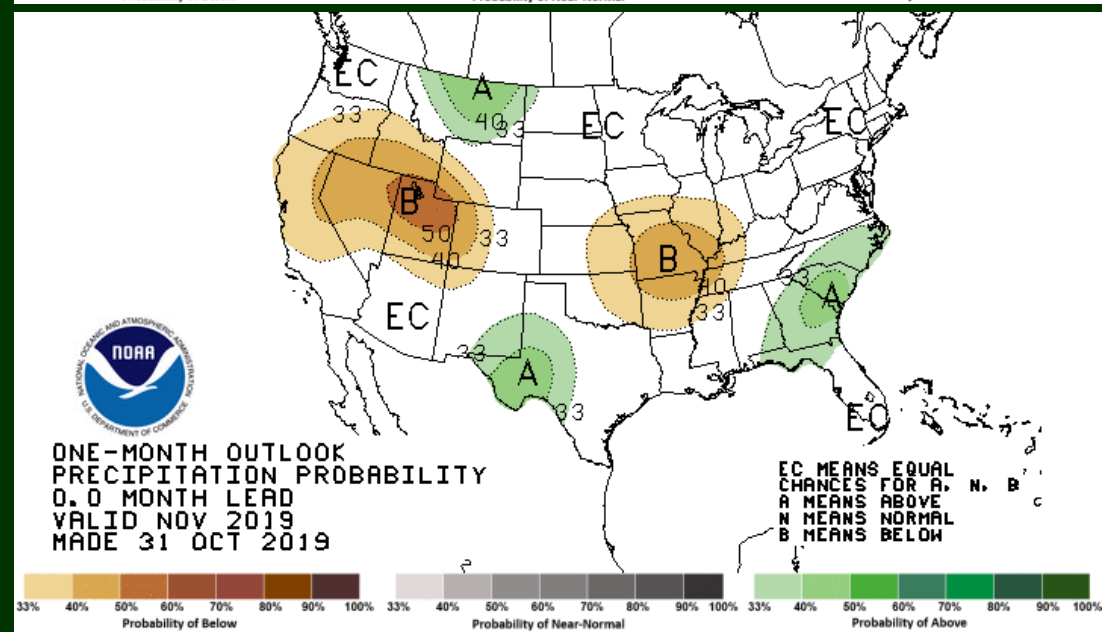 EC
A
33
40
33
EC
EC
B
50
40
33
B
40
33
33
A
EC
33
A
33
EC
NATIONAL OCEANIC AND ATMOSPHERIC ADMINISTRATION
NOAA
U.S. DEPARTMENT OF COMMERCE
ONE-MONTH OUTLOOK
PRECIPITATION PROBABILITY
0.0 MONTH LEAD
VALID NOV 2019
MADE 31 OCT 2019
EC MEANS EQUAL
CHANCES FOR A, N, B
A MEANS ABOVE
N MEANS NORMAL
B MEANS BELOW
33% 40% 50% 60% 70% 80% 90% 100%
Probability of Below
33% 40% 50% 60% 70% 80% 90% 100%
Probability of Near-Normal
33% 40% 50% 60% 70% 80% 90% 100%
Probability of Above